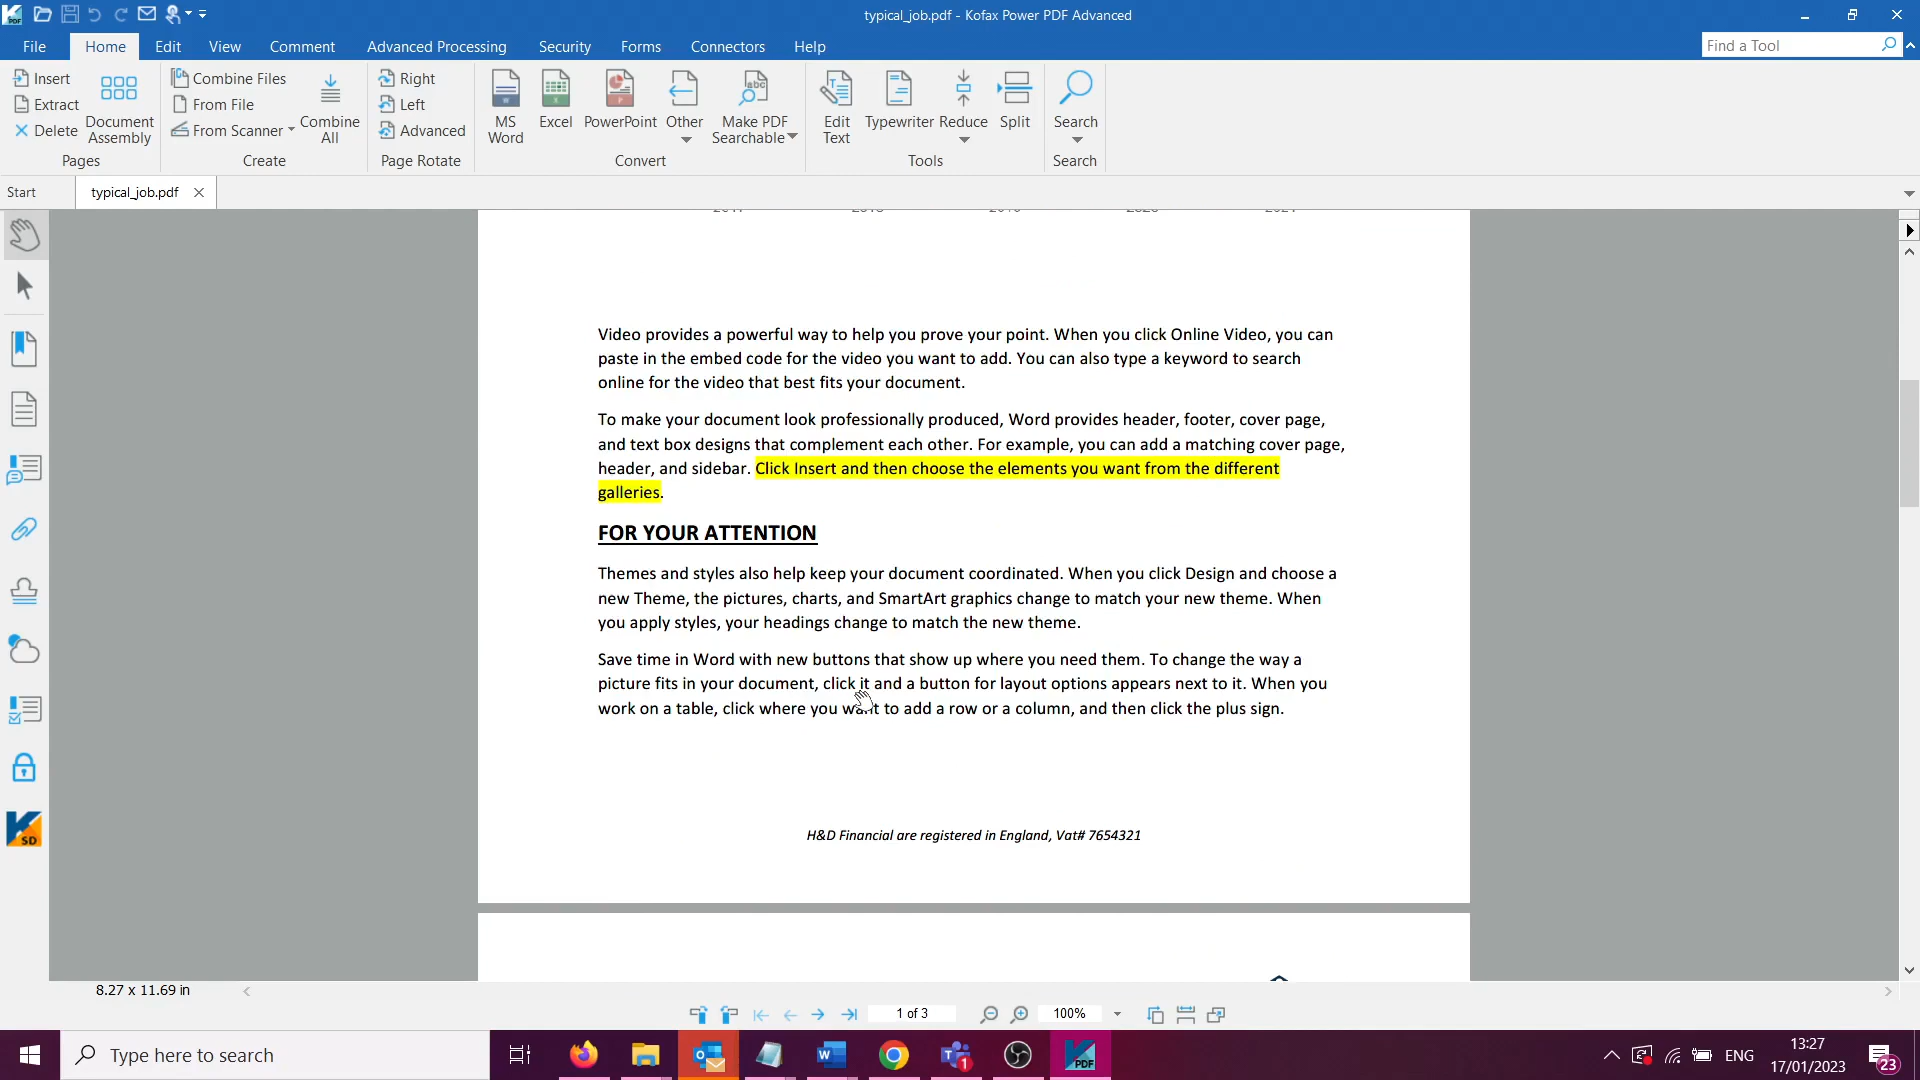 typical_job.pdf - Kofax Power PDF Advanced
File Home Edit View Comment Advanced Processing Security Forms Connectors Help
Find a Tool
Insert
Extract
Delete
Document
Assembly
Pages
Combine Files
From File
From Scanner
Combine
All
Create
Right
Left
Advanced
Page Rotate
MS
Word
Excel
PowerPoint
Other
Make PDF
Searchable
Convert
Edit
Text
Typewriter
Reduce
Split
Tools
Search
Search
Start
typical_job.pdf
Video provides a powerful way to help you prove your point. When you click Online Video, you can
paste in the embed code for the video you want to add. You can also type a keyword to search
online for the video that best fits your document.
To make your document look professionally produced, Word provides header, footer, cover page,
and text box designs that complement each other. For example, you can add a matching cover page,
header, and sidebar. Click Insert and then choose the elements you want from the different
galleries.
FOR YOUR ATTENTION
Themes and styles also help keep your document coordinated. When you click Design and choose a
new Theme, the pictures, charts, and SmartArt graphics change to match your new theme. When
you apply styles, your headings change to match the new theme.
Save time in Word with new buttons that show up where you need them. To change the way a
picture fits in your document, click it and a button for layout options appears next to it. When you
work on a table, click where you want to add a row or a column, and then click the plus sign.
H&D Financial are registered in England, Vat# 7654321
8.27 x 11.69 in
1 of 3
100%
Type here to search
ENG
13:27
17/01/2023
23